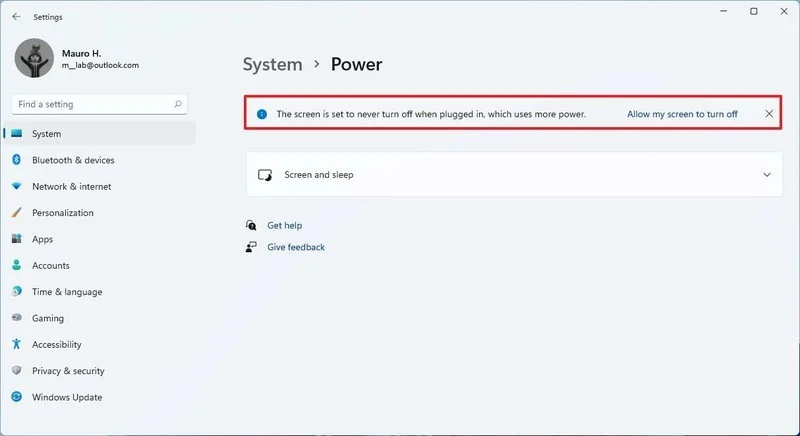 Settings
Mauro H.
m__lab@outlook.com
Find a setting
System
Bluetooth & devices
Network & internet
Personalization
Apps
Accounts
Time & language
Gaming
Accessibility
Privacy & security
Windows Update
System > Power
The screen is set to never turn off when plugged in, which uses more power. Allow my screen to turn off
Screen and sleep
Get help
Give feedback